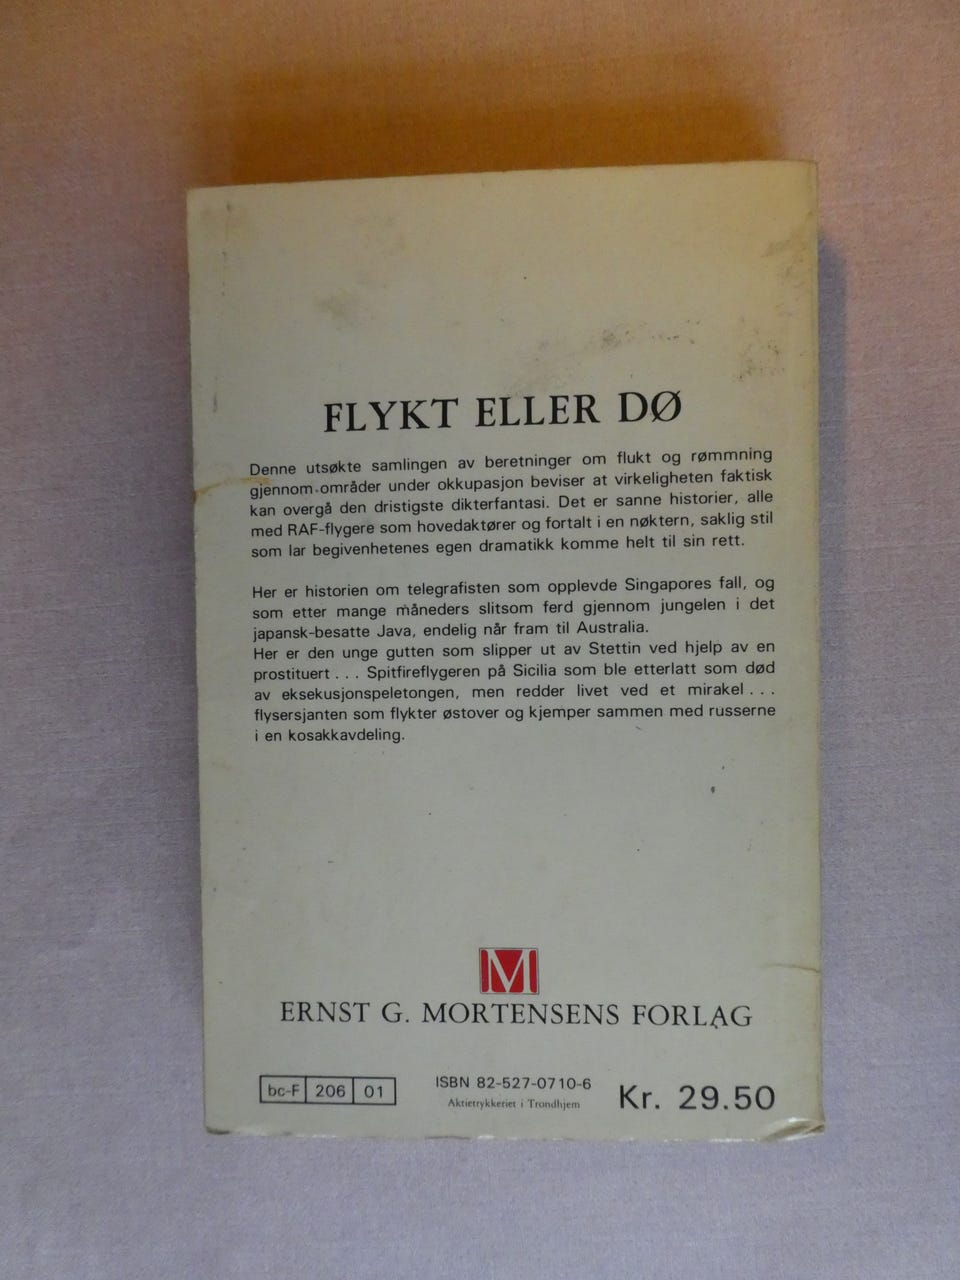 FLYKT ELLER DØ
Denne utsøkte samlingen av beretninger om flukt og rømmning
gjennom områder under okkupasjon beviser at virkeligheten faktisk
kan overgå den dristigste dikterfantasi. Det er sanne historier, alle
med RAF-flygere som hovedaktører og fortalt i en nøktern, saklig stil
som lar begivenhetenes egen dramatikk komme helt til sin rett.
Her er historien om telegrafisten som opplevde Singapores fall, og
som etter mange måneders slitsom ferd gjennom jungelen i det
japansk-besatte Java, endelig når fram til Australia.
Her er den unge gutten som slipper ut av Stettin ved hjelp av en
prostituert . . . Spitfireflygeren på Sicilia som ble etterlatt som død
av eksekusjonspeletongen, men redder livet ved et mirakel . . .
flysersjanten som flykter østover og kjemper sammen med russerne
i en kosakkavdeling.
M
ERNST G. MORTENSENS FORLAG
bc-F 206 01
ISBN 82-527-0710-6
Aktietrykkeriet i Trondhjem
Kr. 29.50